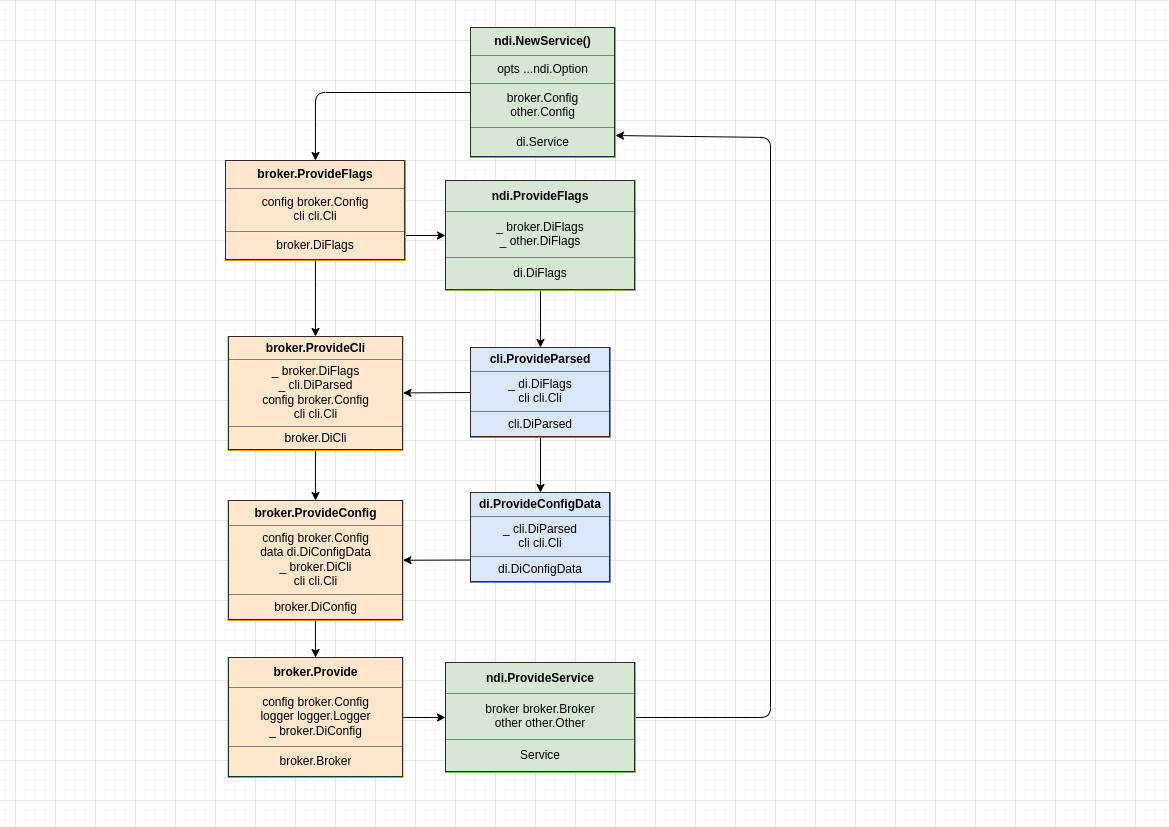 ndi.NewService()
opts ...ndi.Option
broker.Config
other.Config
di.Service
broker.ProvideFlags
config broker.Config
cli cli.Cli
broker.DiFlags
ndi.ProvideFlags
_ broker.DiFlags
_ other.DiFlags
di.DiFlags
broker.ProvideCli
_ broker.DiFlags
_ cli.DiParsed
config broker.Config
cli cli.Cli
broker.DiCli
cli.ProvideParsed
_ di.DiFlags
cli cli.Cli
cli.DiParsed
broker.ProvideConfig
config broker.Config
data di.DiConfigData
_ broker.DiCli
cli cli.Cli
broker.DiConfig
di.ProvideConfigData
_ cli.DiParsed
cli cli.Cli
di.DiConfigData
broker.Provide
config broker.Config
logger logger.Logger
_ broker.DiConfig
broker.Broker
ndi.ProvideService
broker broker.Broker
other other.Other
Service